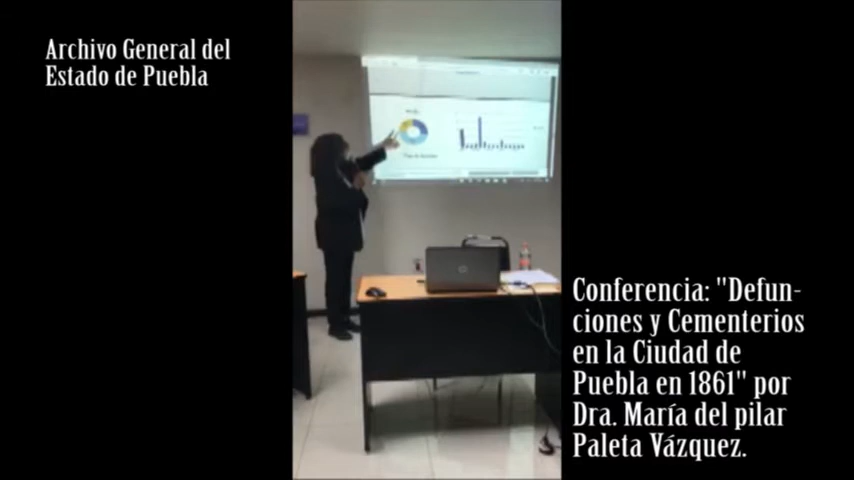 Archivo General del
Estado de Puebla
Conferencia: "Defun-
ciones y Cementerios
en la Ciudad de
Puebla en 1861" por
Dra. María del pilar
Paleta Vázquez.